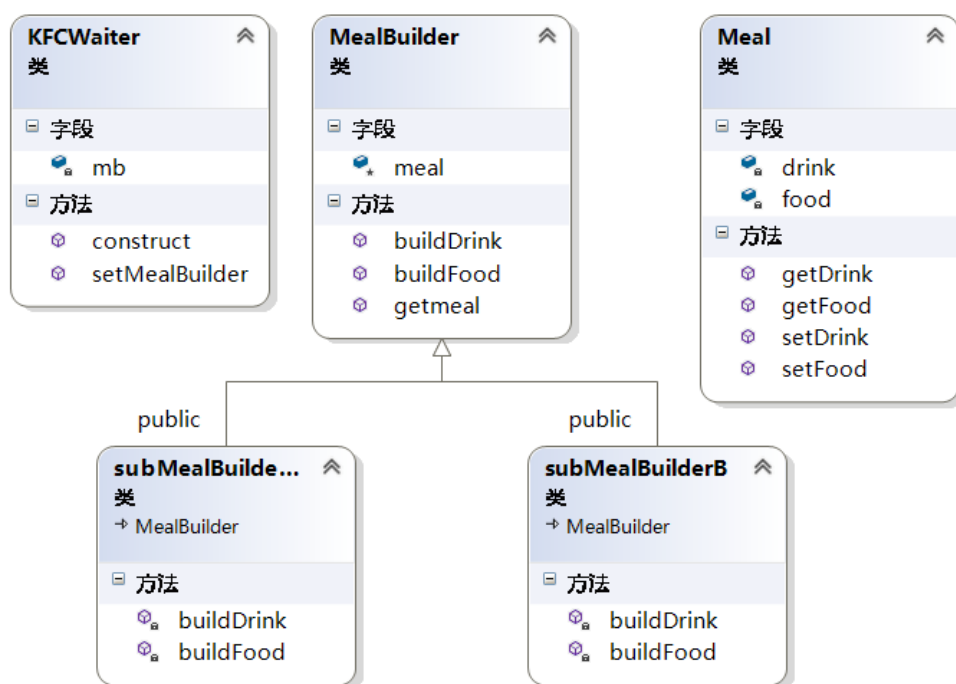 KFCWaiter
类
字段
mb
方法
construct
setMealBuilder
MealBuilder
类
字段
meal
方法
buildDrink
buildFood
getmeal
Meal
类
字段
drink
food
方法
getDrink
getFood
setDrink
setFood
public
public
subMealBuilde...
类
MealBuilder
方法
buildDrink
buildFood
subMealBuilderB
类
MealBuilder
方法
buildDrink
buildFood